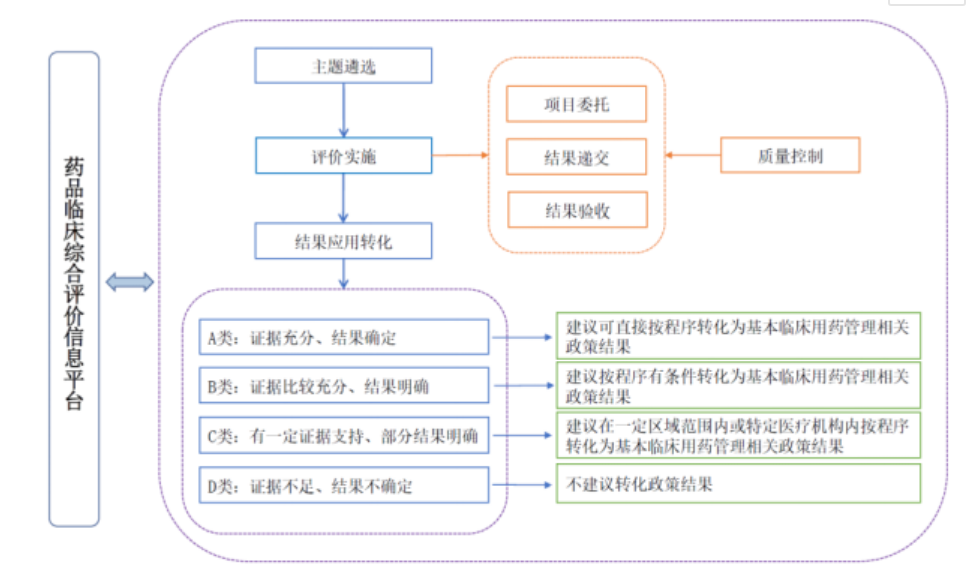 药品临床综合评价信息平台
主题遴选
评价实施
结果应用转化
项目委托
结果递交
结果验收
质量控制
A类：证据充分、结果确定
建议可直接按程序转化为基本临床用药管理相关
政策结果
B类：证据比较充分、结果明确
建议按程序有条件转化为基本临床用药管理相关
政策结果
C类：有一定证据支持、部分结果明确
建议在一定区域范围内或特定医疗机构内按程序
转化为基本临床用药管理相关政策结果
D类：证据不足、结果不确定
不建议转化政策结果